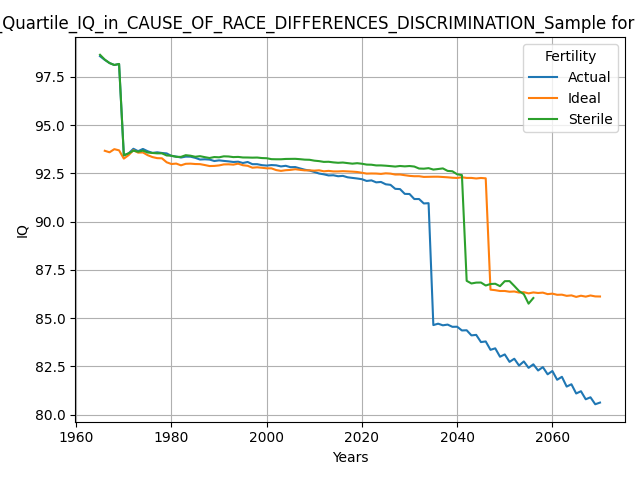 _Quartile_IQ_in_CAUSE_OF_RACE_DIFFERENCES_DISCRIMINATION_Sample for
Fertility
Actual
Ideal
Sterile
IQ
97.5
95.0
92.5
90.0
87.5
85.0
82.5
80.0
1960 1980 2000 2020 2040 2060
Years